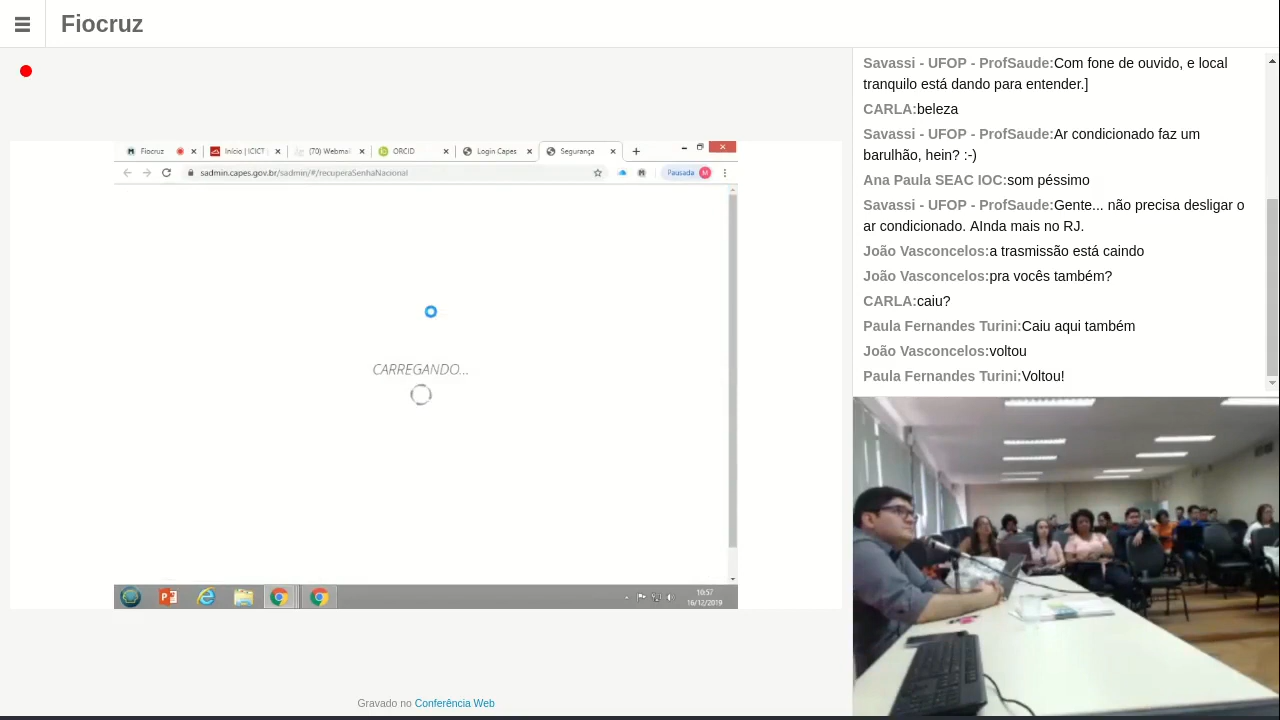 Fiocruz
Savassi - UFOP - ProfSaude:Com fone de ouvido, e local
tranquilo está dando para entender.]
CARLA:beleza
Savassi - UFOP - ProfSaude:Ar condicionado faz um
barulhão, hein? :-)
Ana Paula SEAC IOC:som péssimo
Savassi - UFOP - ProfSaude:Gente... não precisa desligar o
ar condicionado. AInda mais no RJ.
João Vasconcelos:a trasmissão está caindo
João Vasconcelos:pra vocês também?
CARLA:caiu?
Paula Fernandes Turini:Caiu aqui também
João Vasconcelos:voltou
Paula Fernandes Turini:Voltou!
Fiocruz
Início | ICICT
(70) Webmai
ORCID
Login Capes
Segurança
sadmin.capes.gov.br/sadmin/#/recuperaSenhaNacional
Pausada
M
CARREGANDO...
10:57
16/12/2019
Gravado no Conferência Web